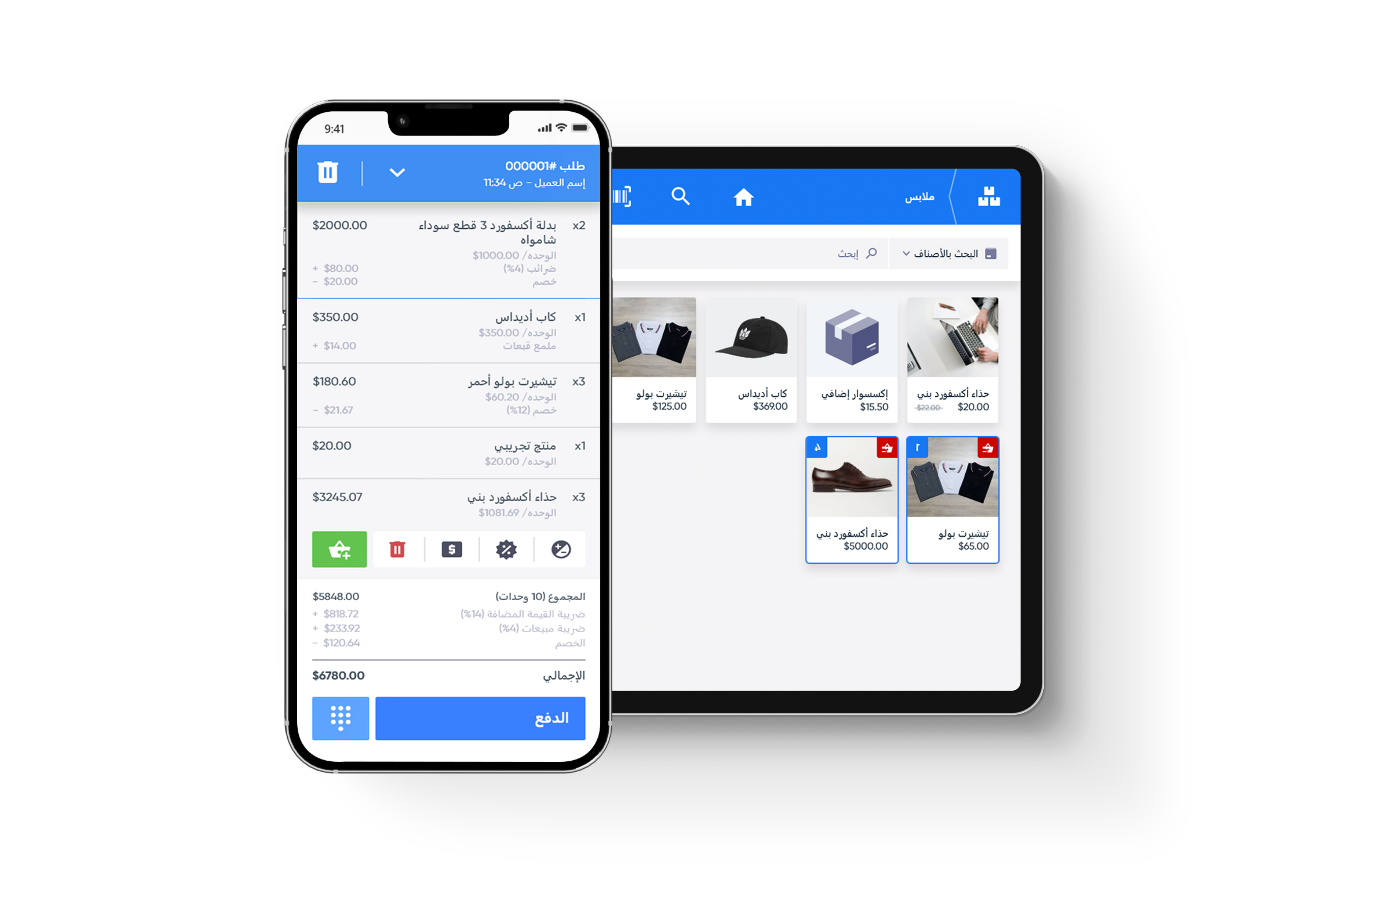 9:41
طلب #000001
إسم العميل – ص 11:34
x2 بدلة أكسفورد 3 قطع سوداء $2000.00
شامواه
الوحدة/ $1000.00
ضرائب (4%) + $80.00
خصم – $20.00
x1 كاب أديداس $350.00
الوحدة/ $350.00
ملمع قبعات + $14.00
x3 تيشيرت بولو أحمر $180.60
الوحدة/ $60.20
خصم (12%) – $21.67
x1 منتج تجريبي $20.00
الوحدة/ $20.00
x3 حذاء أكسفورد بني $3245.07
الوحدة/ $1081.69
المجموع (10 وحدات) $5848.00
ضريبة القيمة المضافة (14%) + $818.72
ضريبة مبيعات (4%) + $233.92
الخصم – $120.64
الإجمالي $6780.00
الدفع
ملابس
البحث بالأصناف
إبحث
حذاء أكسفورد بني
$20.00 $22.00
إكسسوار إضافي
$15.50
كاب أديداس
$369.00
تيشيرت بولو
$125.00
1
تيشيرت بولو
$65.00
4
حذاء أكسفورد بني
$5000.00